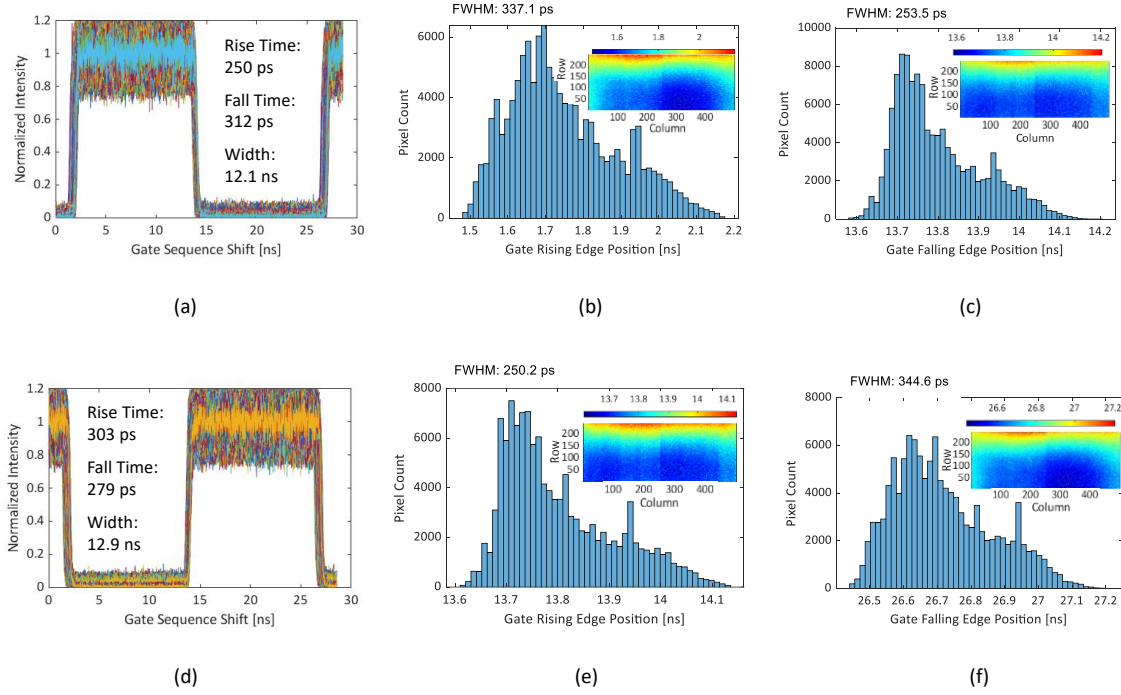 1.2
1
0.8
0.6
0.4
0.2
0
Normalized Intensity
Rise Time:
250 ps
Fall Time:
312 ps
Width:
12.1 ns
0 5 10 15 20 25 30
Gate Sequence Shift [ns]
(a)
FWHM: 337.1 ps
6000
4000
2000
0
Pixel Count
1.6 1.8 2
200
150
100
50
Row
100 200 300 400
Column
1.5 1.6 1.7 1.8 1.9 2 2.1 2.2
Gate Rising Edge Position [ns]
(b)
FWHM: 253.5 ps
10000
8000
6000
4000
2000
0
Pixel Count
13.6 13.8 14 14.2
200
150
100
50
Row
100 200 300 400
Column
13.6 13.7 13.8 13.9 14 14.1 14.2
Gate Falling Edge Position [ns]
(c)
1.2
1
0.8
0.6
0.4
0.2
0
Normalized Intensity
Rise Time:
303 ps
Fall Time:
279 ps
Width:
12.9 ns
0 5 10 15 20 25 30
Gate Sequence Shift [ns]
(d)
FWHM: 250.2 ps
8000
6000
4000
2000
0
Pixel Count
13.7 13.8 13.9 14 14.1
200
150
100
50
Row
100 200 300 400
Column
13.6 13.7 13.8 13.9 14 14.1
Gate Rising Edge Position [ns]
(e)
FWHM: 344.6 ps
8000
6000
4000
2000
0
Pixel Count
26.6 26.8 27 27.2
200
150
100
50
Row
100 200 300 400
Column
26.5 26.6 26.7 26.8 26.9 27 27.1 27.2
Gate Falling Edge Position [ns]
(f)